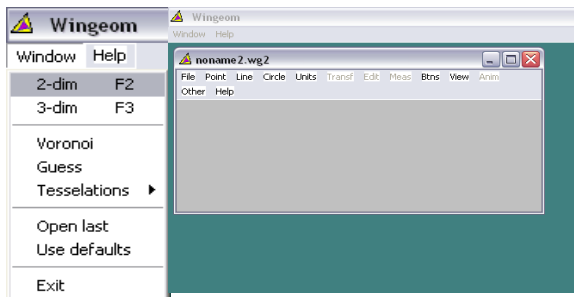 Wingeom
Window Help
2-dim F2
3-dim F3
Voronoi
Guess
Tesselations
Open last
Use defaults
Exit
Wingeom
Window Help
noname2.wg2
File Point Line Circle Units Transf Edit Meas Btns View Anim
Other Help